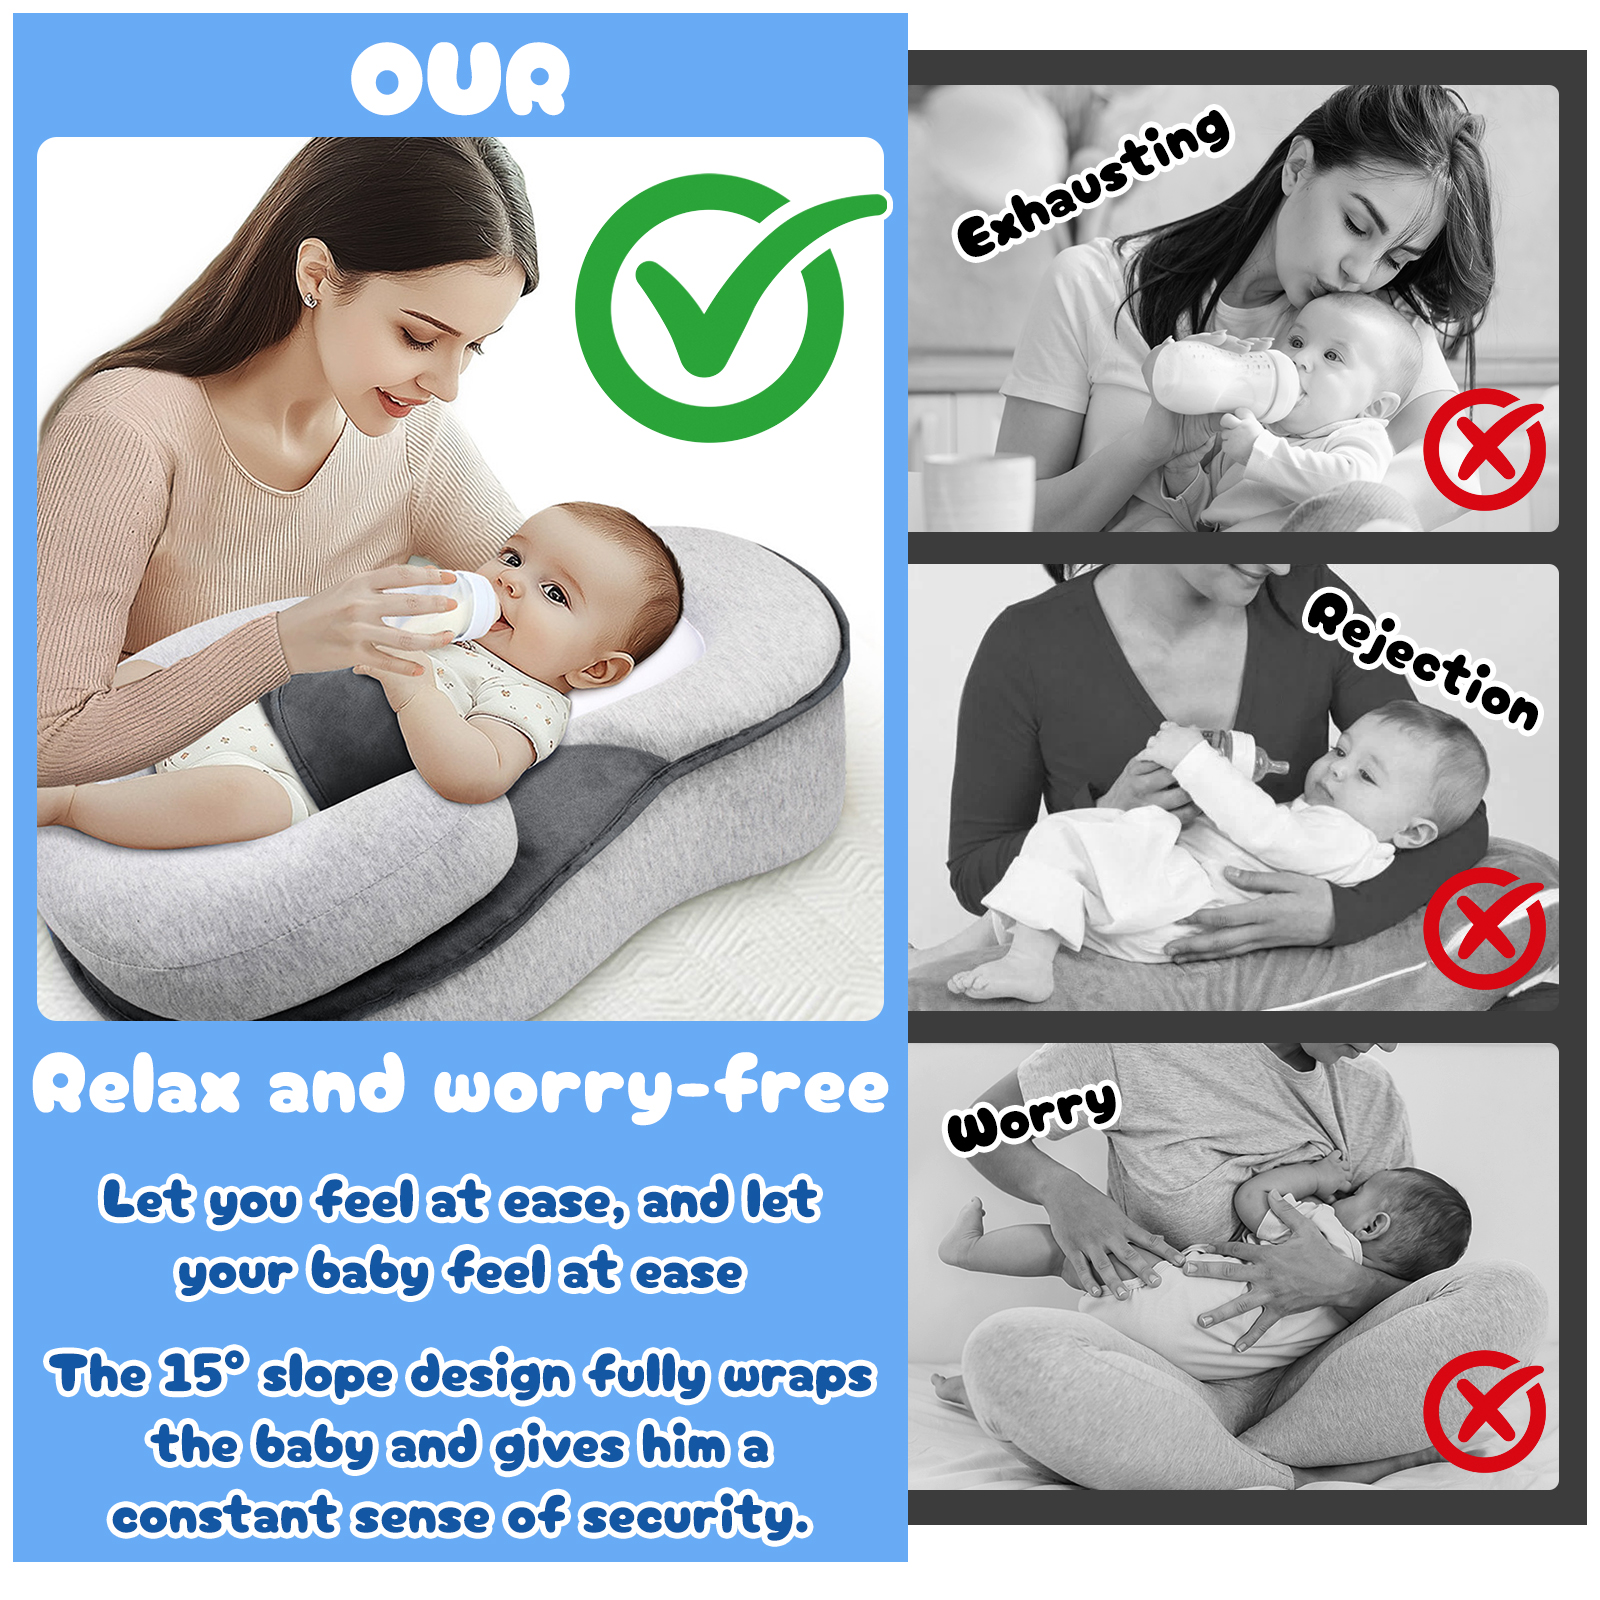 OUR
Relax and worry-free
Let you feel at ease, and let
your baby feel at ease
The 15° slope design fully wraps
the baby and gives him a
constant sense of security.
Exhausting
Rejection
Worry